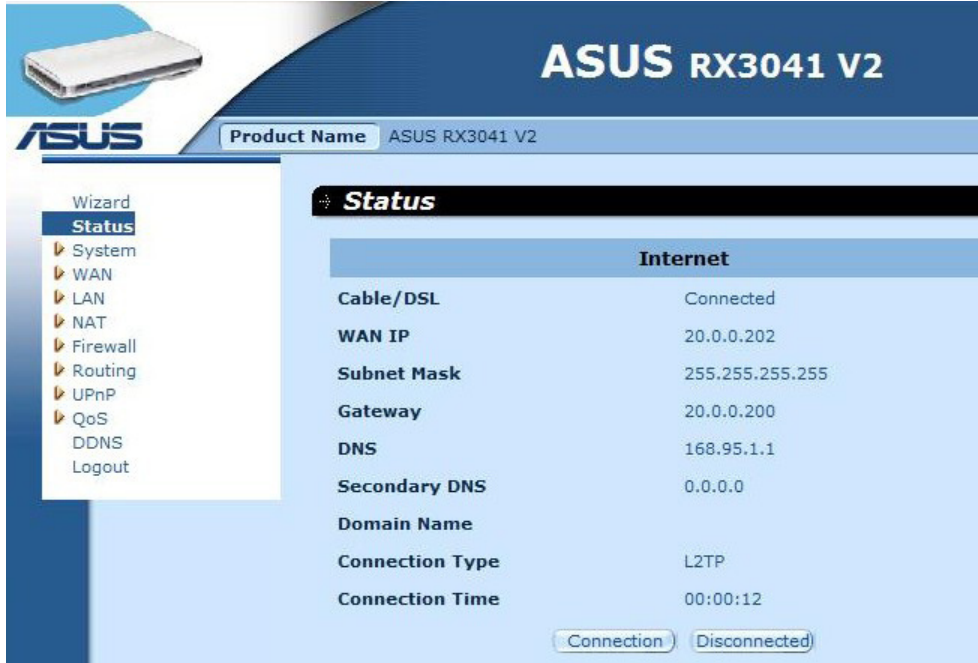 ASUS RX3041 V2
ASUS
Product Name ASUS RX3041 V2
Wizard
Status
System
WAN
LAN
NAT
Firewall
Routing
UPnP
QoS
DDNS
Logout
Status
Internet
Cable/DSL Connected
WAN IP 20.0.0.202
Subnet Mask 255.255.255.255
Gateway 20.0.0.200
DNS 168.95.1.1
Secondary DNS 0.0.0.0
Domain Name
Connection Type L2TP
Connection Time 00:00:12
Connection Disconnected